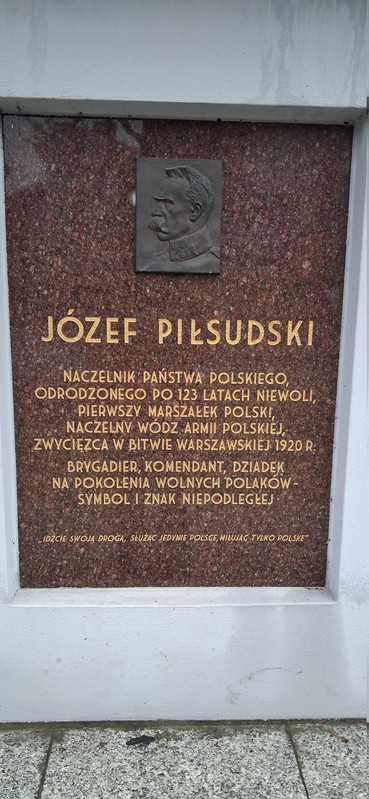 JÓZEF PIŁSUDSKI
NACZELNIK PAŃSTWA POLSKIEGO,
ODRODZONEGO PO 123 LATACH NIEWOLI,
PIERWSZY MARSZAŁEK POLSKI,
NACZELNY WÓDZ ARMII POLSKIEJ,
ZWYCIĘZCA W BITWIE WARSZAWSKIEJ 1920 R.
BRYGADIER, KOMENDANT, DZIADEK
NA POKOLENIA WOLNYCH POLAKÓW-
SYMBOL I ZNAK NIEPODLEGŁEJ
„IDŹCIE SWOJĄ DROGĄ, SŁUŻĄC JEDYNIE POLSCE, MIŁUJĄC TYLKO POLSKĘ”